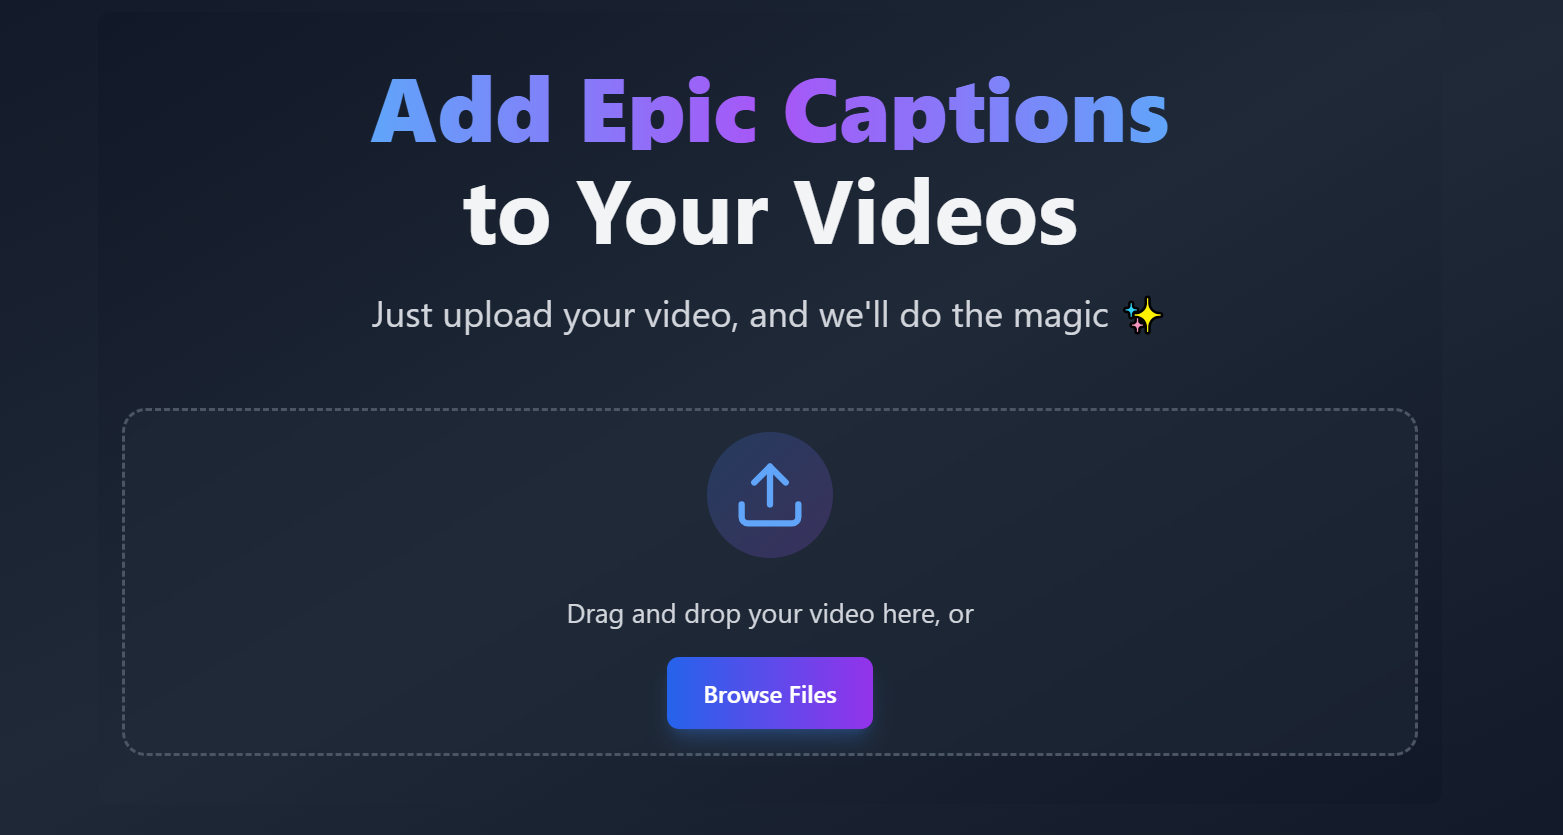 Add Epic Captions
to Your Videos
Just upload your video, and we'll do the magic ✨
Drag and drop your video here, or
Browse Files